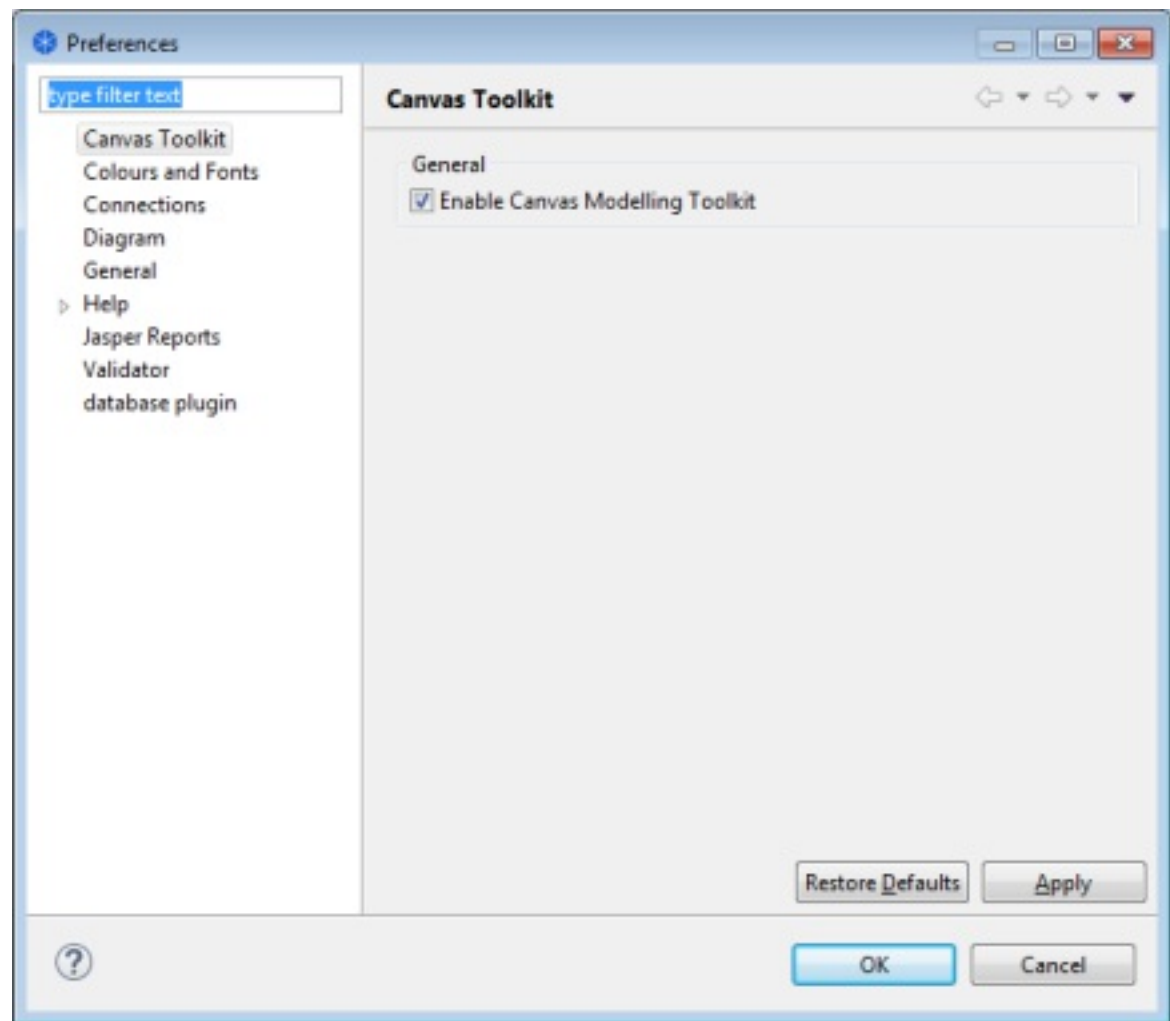 Preferences
type filter text
Canvas Toolkit
Colours and Fonts
Connections
Diagram
General
Help
Jasper Reports
Validator
database plugin
Canvas Toolkit
General
Enable Canvas Modelling Toolkit
Restore Defaults
Apply
?
OK
Cancel